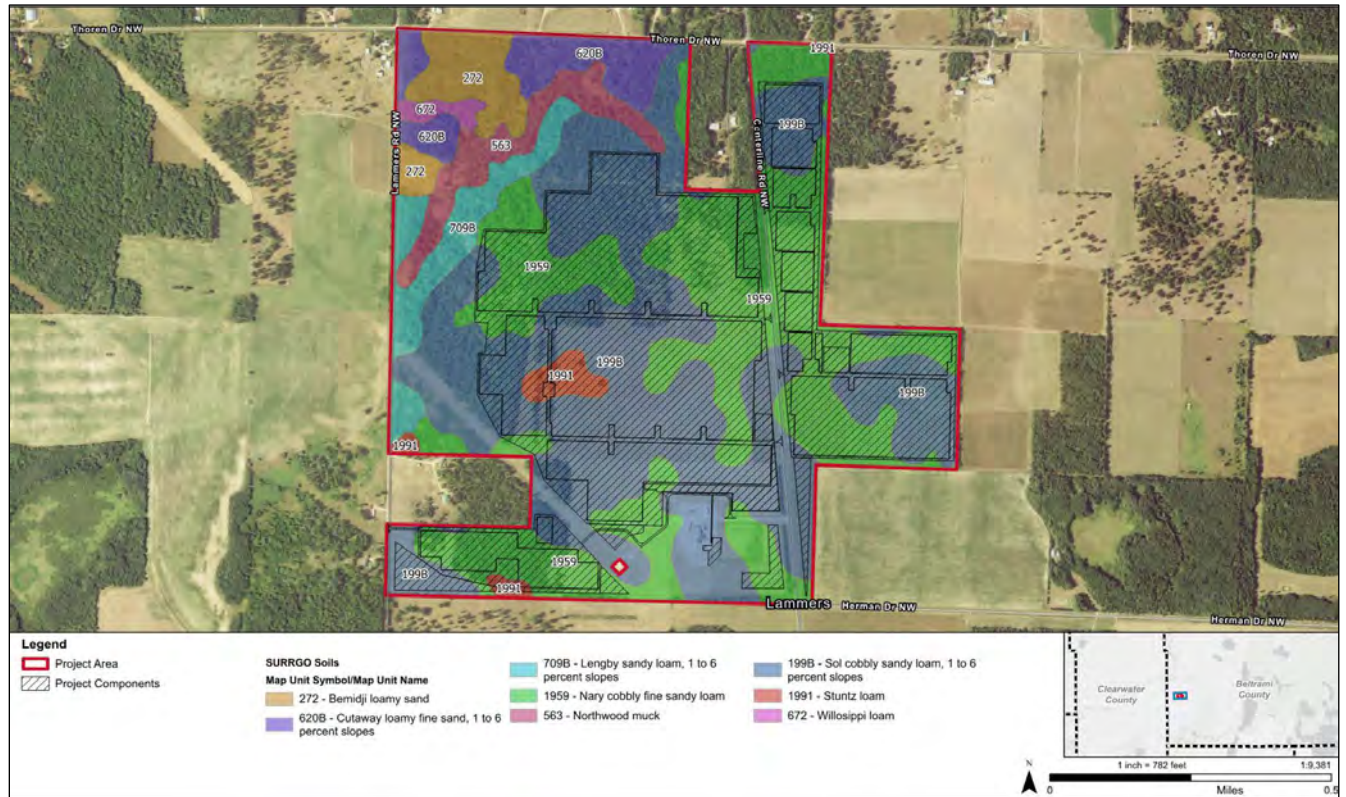 Thoren Dr NW
Thoren Dr NW
1991
Thoren Dr NW
620B
272
672
199B
620B
563
Lammers Rd NW
Centerline Rd NW
272
709B
1959
1959
199B
1991
199B
1991
1959
199B
1991
Lammers
Herman Dr NW
Herman Dr NW
Legend
Project Area
Project Components
SURRGO Soils
Map Unit Symbol/Map Unit Name
272 - Bemidji loamy sand
620B - Cutaway loamy fine sand, 1 to 6
percent slopes
709B - Lengby sandy loam, 1 to 6
percent slopes
1959 - Nary cobbly fine sandy loam
563 - Northwood muck
199B - Sol cobbly sandy loam, 1 to 6
percent slopes
1991 - Stuntz loam
672 - Willosippi loam
Clearwater
County
Beltrami
County
N
1 inch = 782 feet
1:9,381
0
Miles
0.5